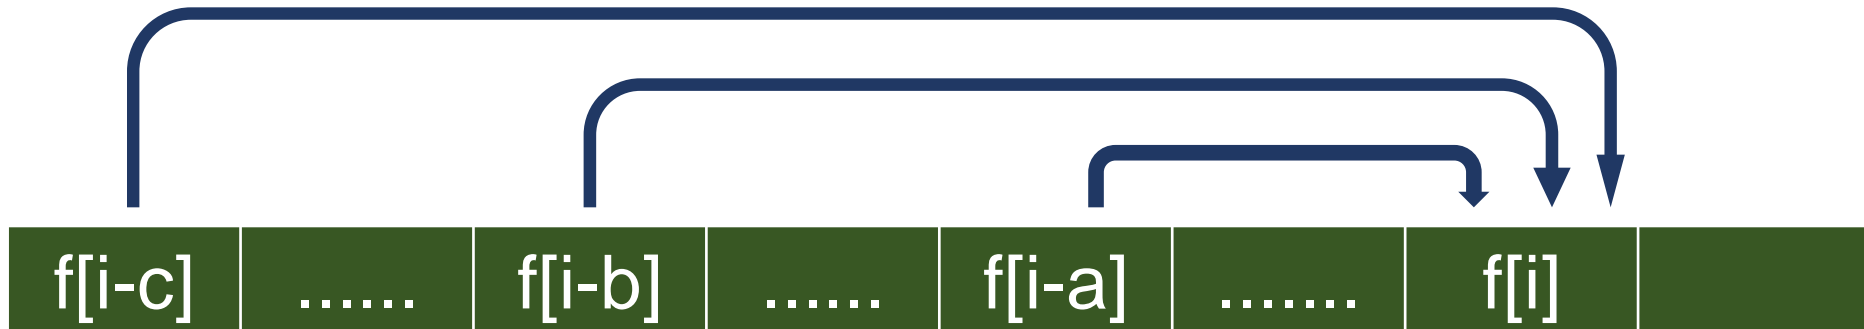 f[i-c] ...... f[i-b] ...... f[i-a] ....... f[i]